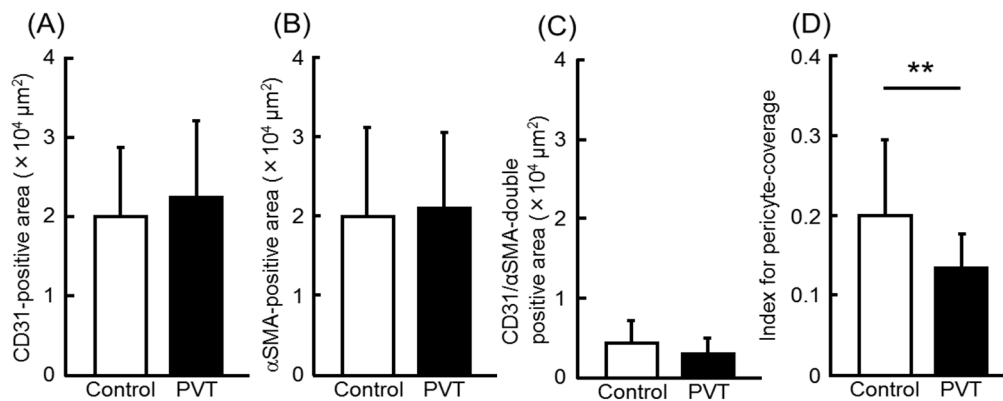 (A)
CD31-positive area (×10⁴ μm²)
4
3
2
1
0
Control PVT
(B)
αSMA-positive area (×10⁴ μm²)
4
3
2
1
0
Control PVT
(C)
CD31/αSMA-double
positive area (×10⁴ μm²)
4
3
2
1
0
Control PVT
(D)
Index for pericyte-coverage
0.4
0.3
0.2
0.1
0
**
Control PVT